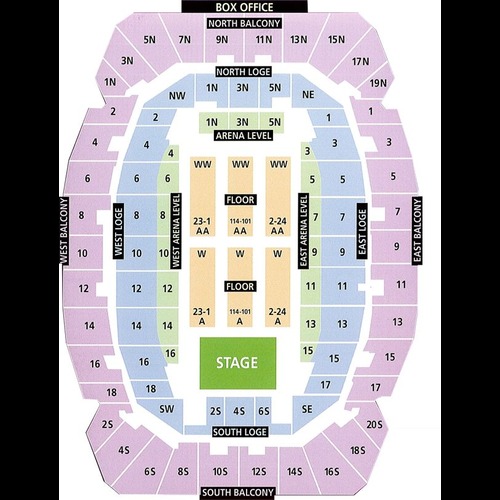 BOX OFFICE
NORTH BALCONY
5N 7N 9N 11N 13N 15N
3N 17N
19N
NORTH LOGE
NW 1N 3N 5N NE
2 2 1N 3N 5N 1 1
ARENA LEVEL
4 4 4 3 3 3
WW WW WW
6 6 6 5 5 5
FLOOR
8 8 8 23-1 114-101 2-24 7 7 7
AA AA AA
WEST BALCONY
WEST LOGE
WEST ARENA LEVEL
EAST ARENA LEVEL
EAST LOGE
EAST BALCONY
10 10 10 W W W 9 9 9
12 12 12 FLOOR 11 11 11
14 14 14 23-1 114-101 2-24 13 13 13
A A A
16 16 16 STAGE 15 15 15
18 18 17 17
SW 2S 4S 6S SE
2S SOUTH LOGE 20S
4S 18S
6S 8S 10S 12S 14S 16S
SOUTH BALCONY